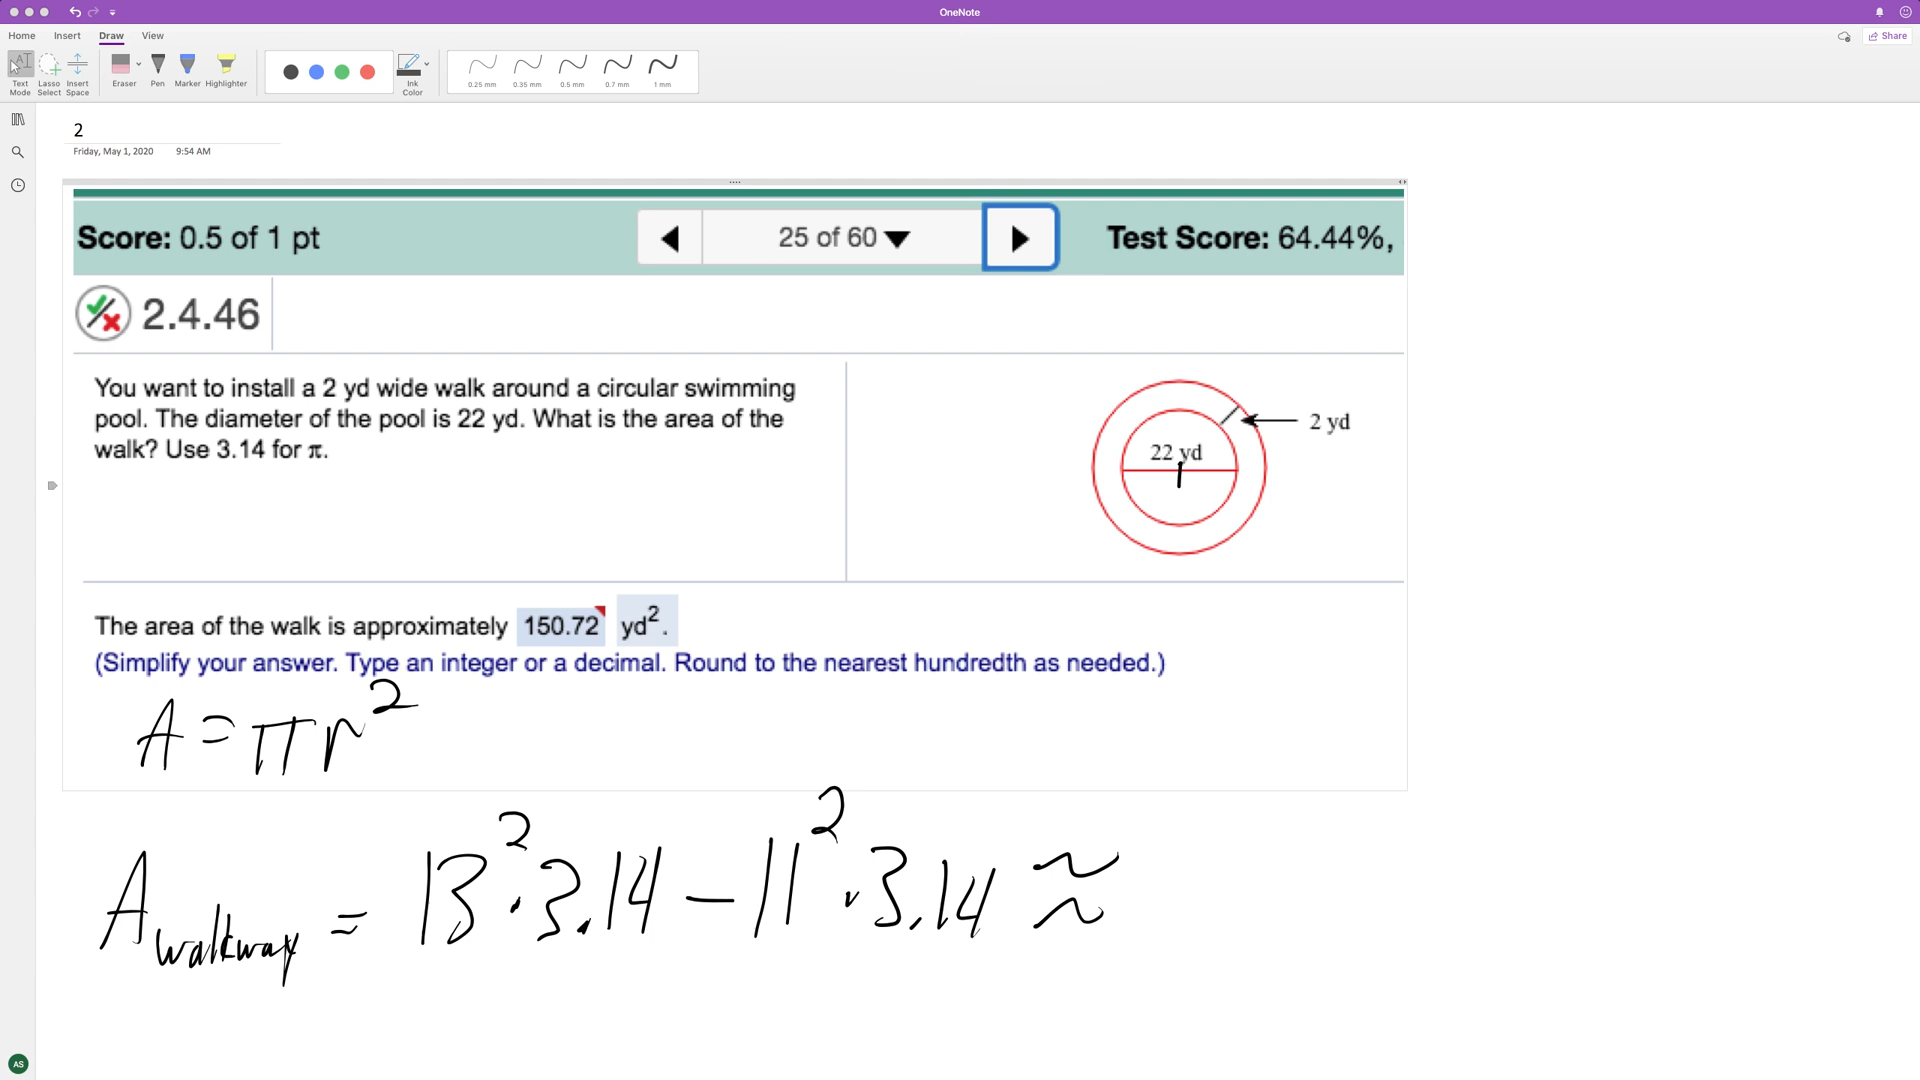 OneNote
Home Insert Draw View
Share
Text Mode
Lasso Select
Insert Space
Eraser
Pen
Marker
Highlighter
Ink Color
0.25 mm 0.35 mm 0.5 mm 0.7 mm 1 mm
2
Friday, May 1, 2020 9:54 AM
Score: 0.5 of 1 pt
25 of 60
Test Score: 64.44%,
2.4.46
You want to install a 2 yd wide walk around a circular swimming
pool. The diameter of the pool is 22 yd. What is the area of the
walk? Use 3.14 for π.
2 yd
22 yd
The area of the walk is approximately 150.72 yd².
(Simplify your answer. Type an integer or a decimal. Round to the nearest hundredth as needed.)
A = πr²
A walkway = 13² · 3.14 − 11² · 3.14 ≈
AS